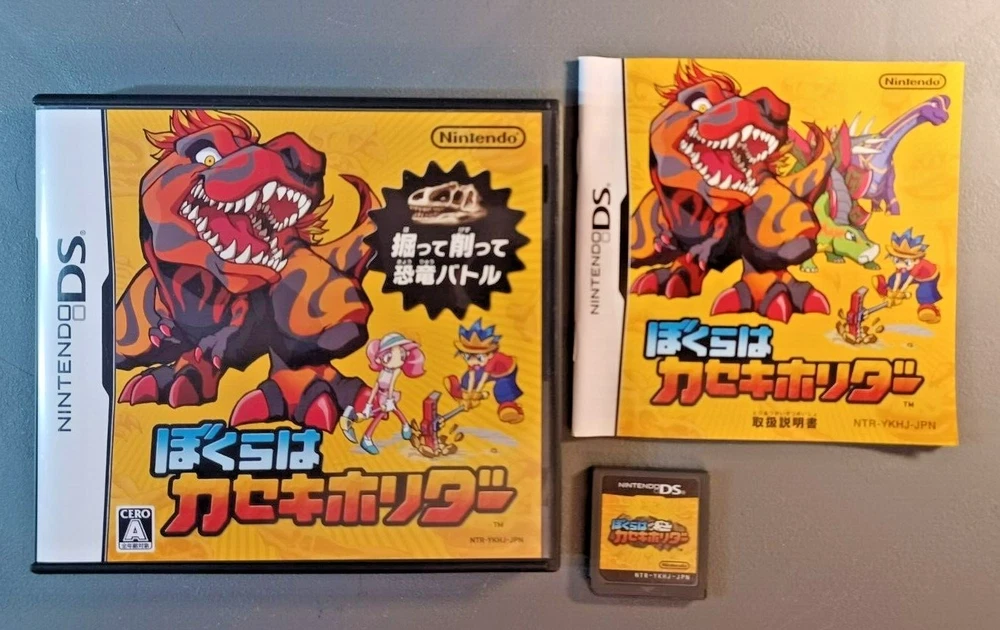 NINTENDO DS
Nintendo
掘って削って
恐竜バトル
ぼくらは
カセキホリダー
TM
CERO
A
全年齢対象
NTR-YKHJ-JPN
NINTENDO DS
Nintendo
ぼくらは
カセキホリダー
TM
取扱説明書
NTR-YKHJ-JPN
NINTENDO DS
ぼくらは
カセキホリダー
Nintendo
NTR-YKHJ-JPN